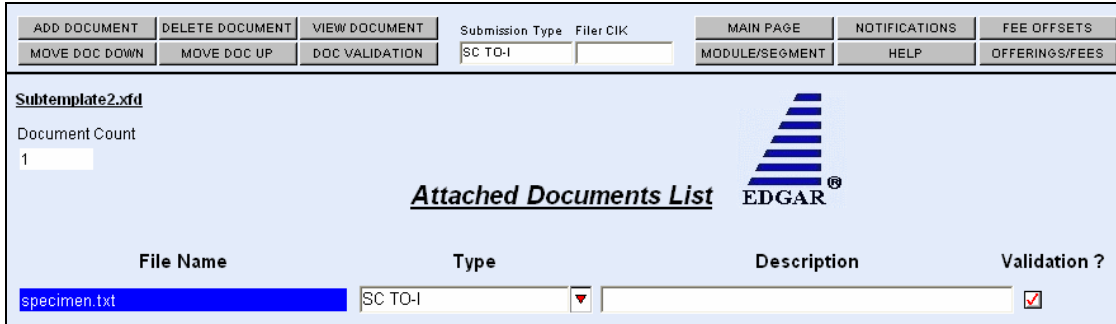 ADD DOCUMENT DELETE DOCUMENT VIEW DOCUMENT Submission Type Filer CIK MAIN PAGE NOTIFICATIONS FEE OFFSETS
MOVE DOC DOWN MOVE DOC UP DOC VALIDATION SC TO-I MODULE/SEGMENT HELP OFFERINGS/FEES
Subtemplate2.xfd
Document Count
1
Attached Documents List
EDGAR ®
File Name Type Description Validation ?
specimen.txt SC TO-I